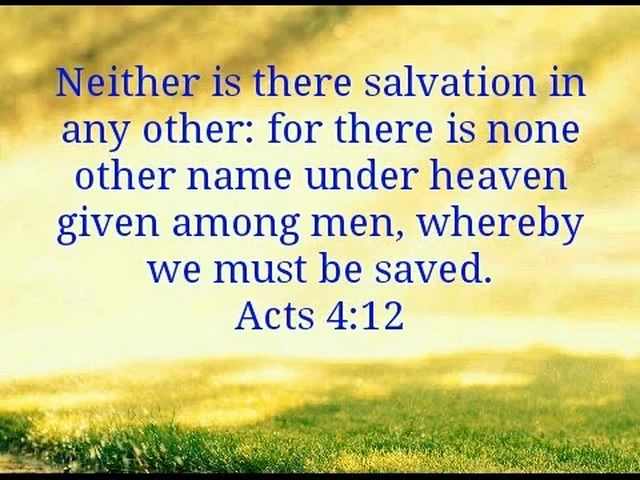 Neither is there salvation in
any other: for there is none
other name under heaven
given among men, whereby
we must be saved.
Acts 4:12